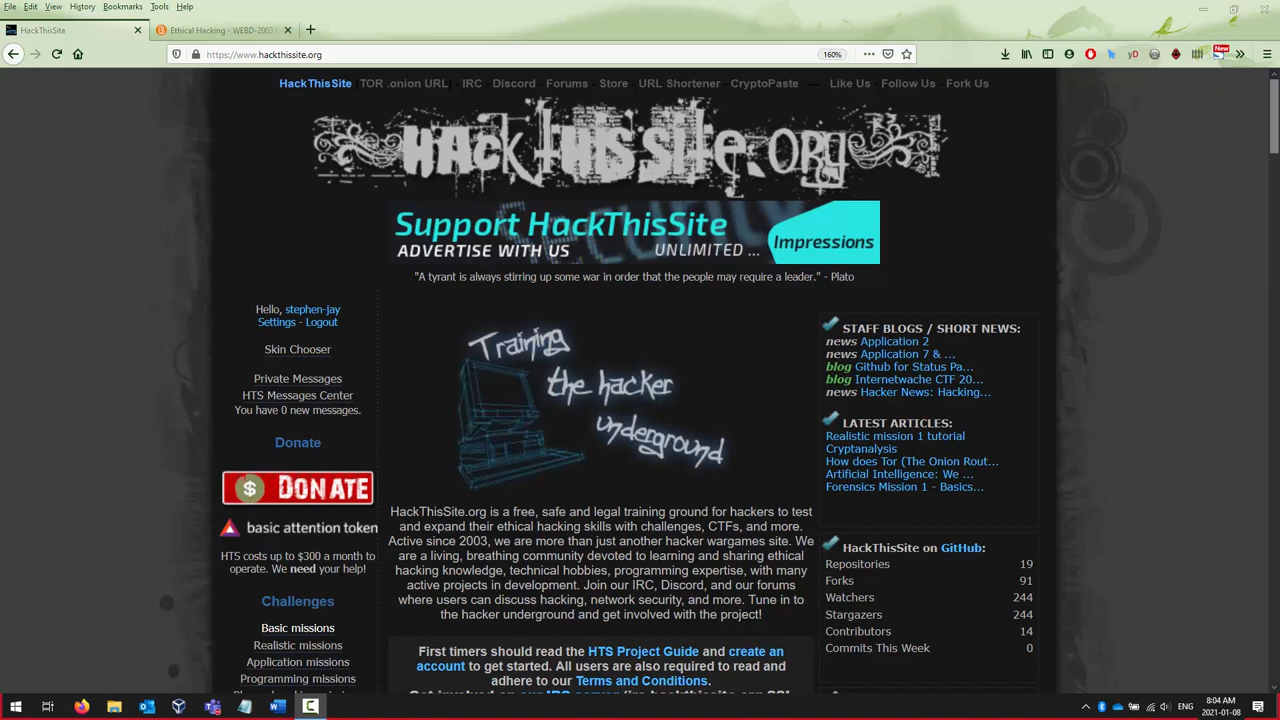 File Edit View History Bookmarks Tools Help
HackThisSite
Ethical Hacking - WEBD-2008
https://www.hackthissite.org
160%
New
HackThisSite TOR .onion URL - IRC Discord Forums Store URL Shortener CryptoPaste — Like Us Follow Us Fork Us
HACK THIS SITE.ORG
Support HackThisSite
ADVERTISE WITH US UNLIMITED ... Impressions
"A tyrant is always stirring up some war in order that the people may require a leader." - Plato
Hello, stephen-jay
Settings - Logout
Skin Chooser
Private Messages
HTS Messages Center
You have 0 new messages.
Donate
$ DONATE
basic attention token
HTS costs up to $300 a month to
operate. We need your help!
Challenges
Basic missions
Realistic missions
Application missions
Programming missions
Training
the hacker
underground
HackThisSite.org is a free, safe and legal training ground for hackers to test
and expand their ethical hacking skills with challenges, CTFs, and more.
Active since 2003, we are more than just another hacker wargames site. We
are a living, breathing community devoted to learning and sharing ethical
hacking knowledge, technical hobbies, programming expertise, with many
active projects in development. Join our IRC, Discord, and our forums
where users can discuss hacking, network security, and more. Tune in to
the hacker underground and get involved with the project!
First timers should read the HTS Project Guide and create an
account to get started. All users are also required to read and
adhere to our Terms and Conditions.
STAFF BLOGS / SHORT NEWS:
news Application 2
news Application 7 & ...
blog Github for Status Pa...
blog Internetwache CTF 20...
news Hacker News: Hacking...
LATEST ARTICLES:
Realistic mission 1 tutorial
Cryptanalysis
How does Tor (The Onion Rout...
Artificial Intelligence: We ...
Forensics Mission 1 - Basics...
HackThisSite on GitHub:
Repositories 19
Forks 91
Watchers 244
Stargazers 244
Contributors 14
Commits This Week 0
ENG
8:04 AM
2021-01-08